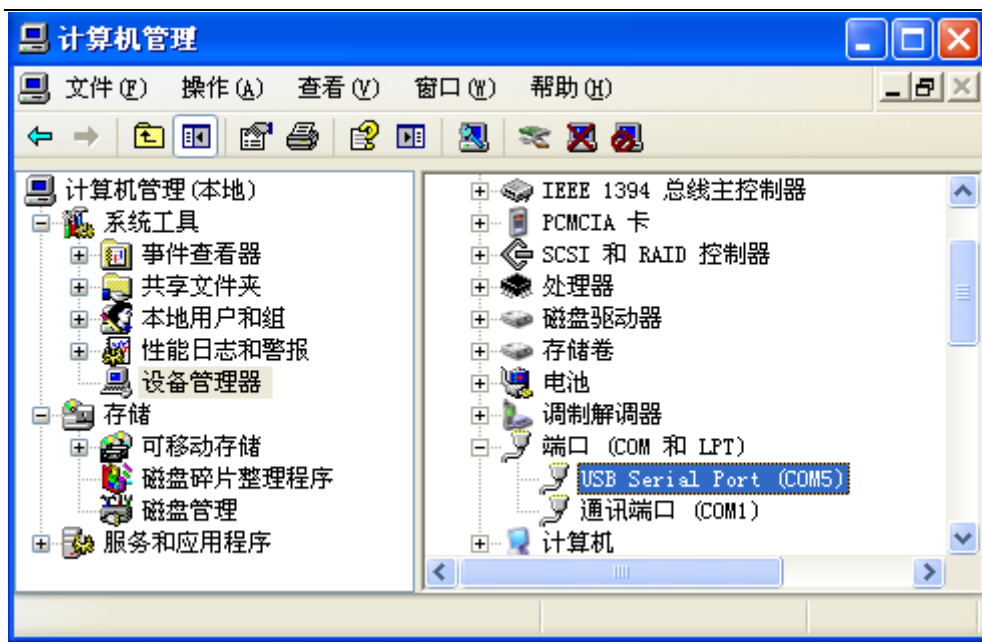 计算机管理
文件(F) 操作(A) 查看(V) 窗口(W) 帮助(H)
计算机管理(本地)
系统工具
事件查看器
共享文件夹
本地用户和组
性能日志和警报
设备管理器
存储
可移动存储
磁盘碎片整理程序
磁盘管理
服务和应用程序
IEEE 1394 总线主控制器
PCMCIA 卡
SCSI 和 RAID 控制器
处理器
磁盘驱动器
存储卷
电池
调制解调器
端口 (COM 和 LPT)
USB Serial Port (COM5)
通讯端口 (COM1)
计算机